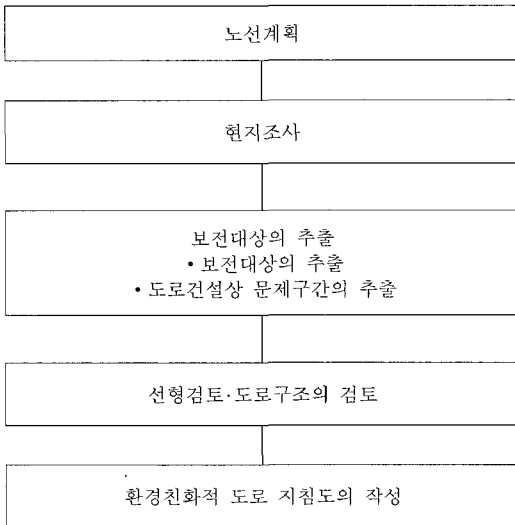 노선계획
현지조사
보전대상의 추출
• 보전대상의 추출
• 도로건설상 문제구간의 추출
선형검토·도로구조의 검토
환경친화적 도로 지침도의 작성